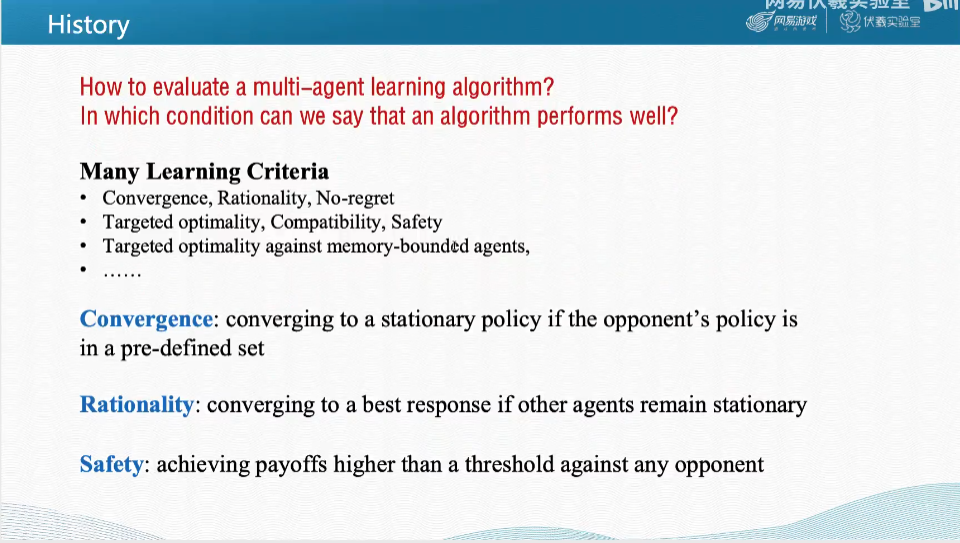 History
网易伏羲实验室
网易游戏
伏羲实验室
How to evaluate a multi–agent learning algorithm?
In which condition can we say that an algorithm performs well?
Many Learning Criteria
• Convergence, Rationality, No-regret
• Targeted optimality, Compatibility, Safety
• Targeted optimality against memory-bounded agents,
• ……
Convergence: converging to a stationary policy if the opponent’s policy is
in a pre-defined set
Rationality: converging to a best response if other agents remain stationary
Safety: achieving payoffs higher than a threshold against any opponent